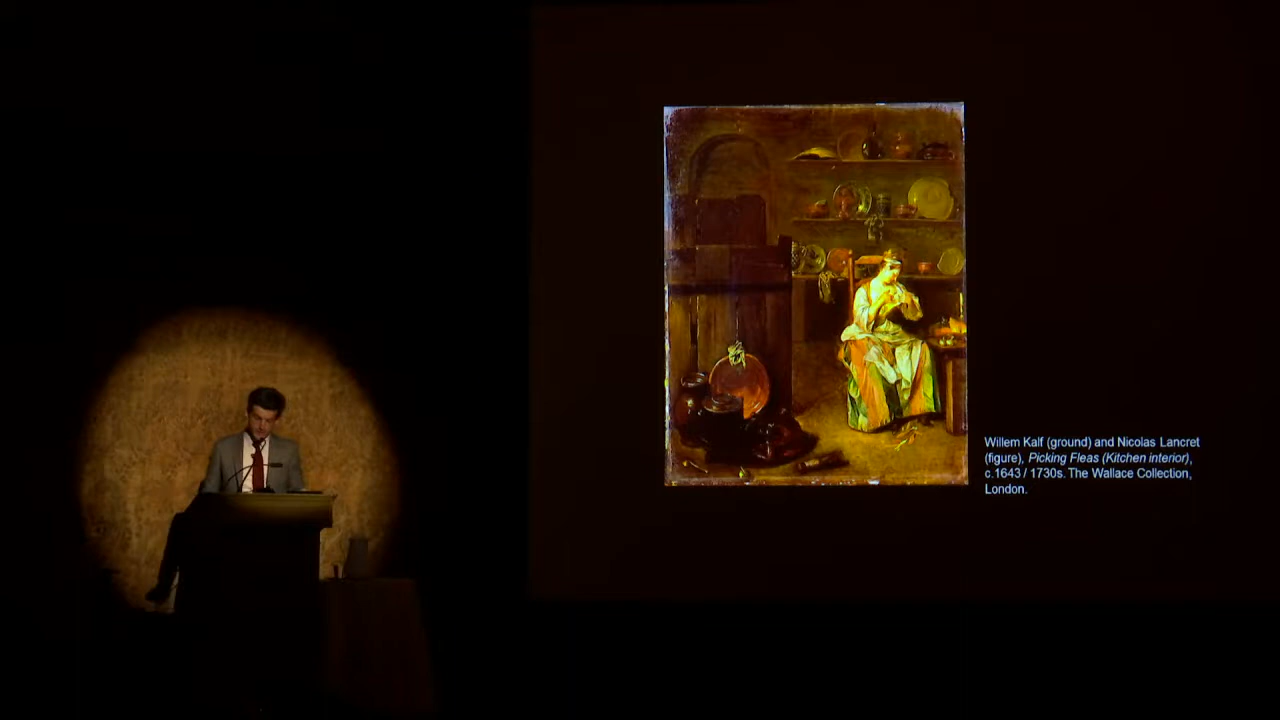 Willem Kalf (ground) and Nicolas Lancret
(figure), Picking Fleas (Kitchen interior),
c.1643 / 1730s. The Wallace Collection,
London.